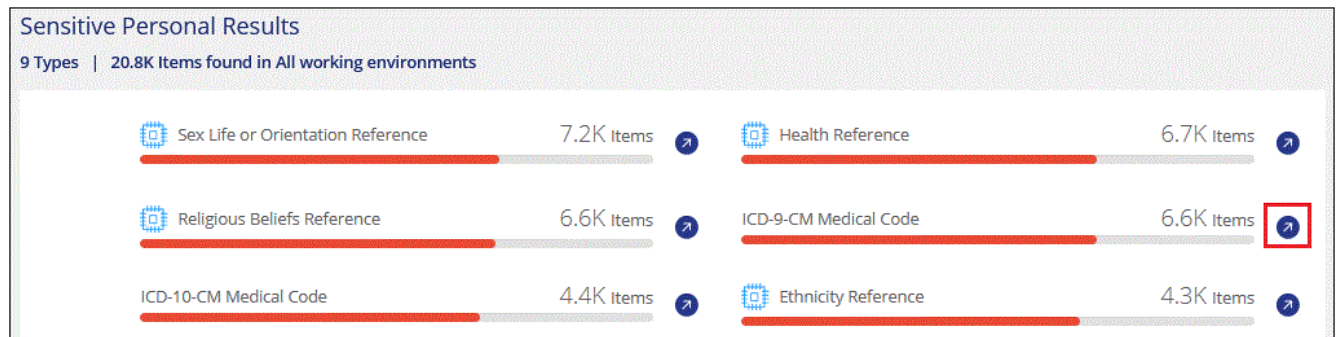 Sensitive Personal Results
9 Types | 20.8K Items found in All working environments
Sex Life or Orientation Reference 7.2K Items
Health Reference 6.7K Items
Religious Beliefs Reference 6.6K Items
ICD-9-CM Medical Code 6.6K Items
ICD-10-CM Medical Code 4.4K Items
Ethnicity Reference 4.3K Items